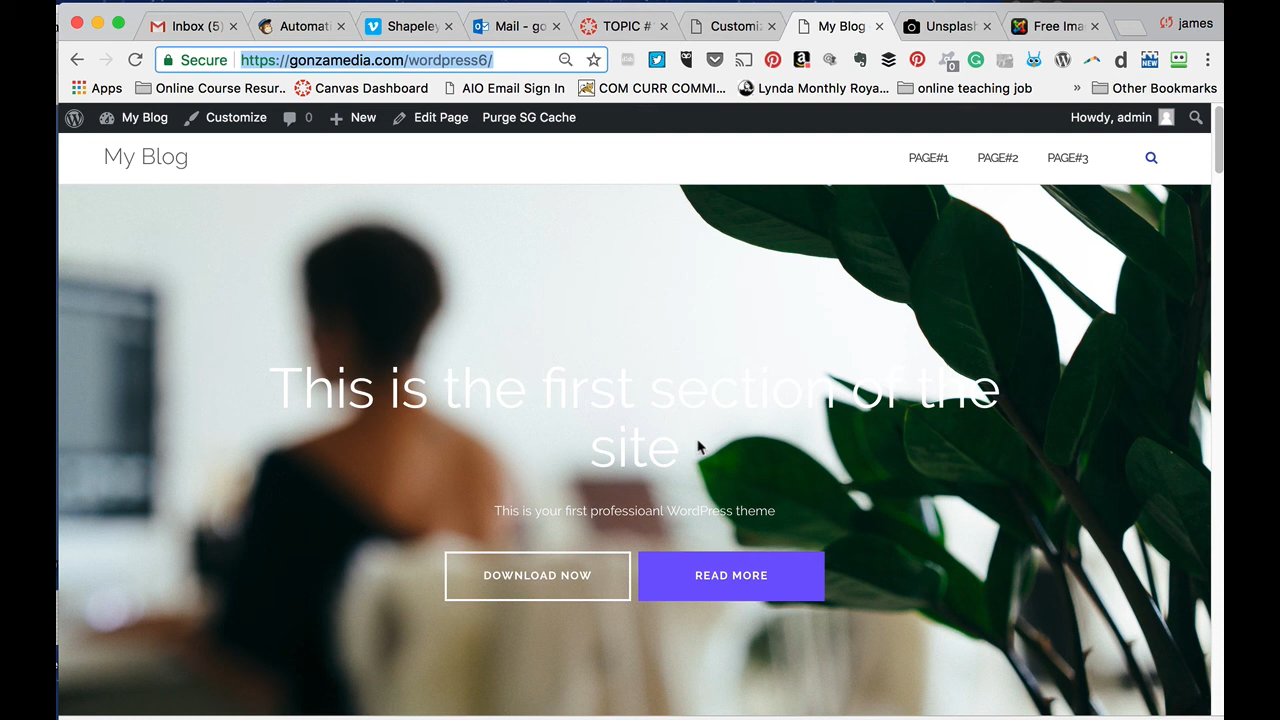 Inbox (5)
Automati
Shapeley
Mail - go
TOPIC #
Customiz
My Blog
Unsplash
Free Ima
james
Secure
https://gonzamedia.com/wordpress6/
0
d
NEW
Apps
Online Course Resur..
Canvas Dashboard
AIO Email Sign In
COM CURR COMMI...
Lynda Monthly Roya...
online teaching job
»
Other Bookmarks
My Blog
Customize
0
New
Edit Page
Purge SG Cache
Howdy, admin
My Blog
PAGE#1
PAGE#2
PAGE#3
This is the first section of the
site
This is your first professioanl WordPress theme
DOWNLOAD NOW
READ MORE